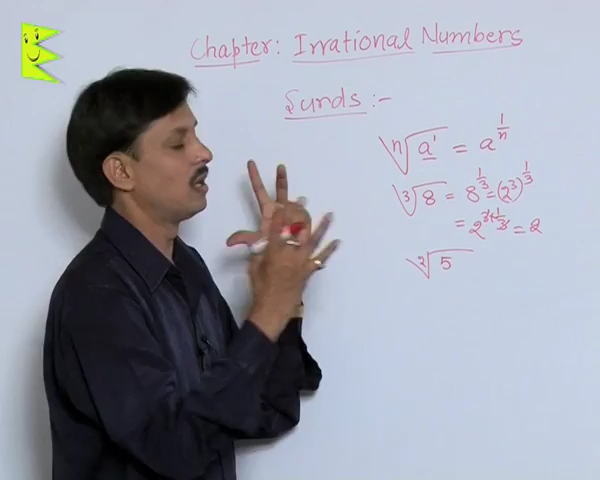 Chapter: Irrational Numbers
Surds :-
ⁿ√a¹ = a^(1/n)
³√8 = 8^(1/3) = (2³)^(1/3)
= 2^(3×1/3) = 2
²√5